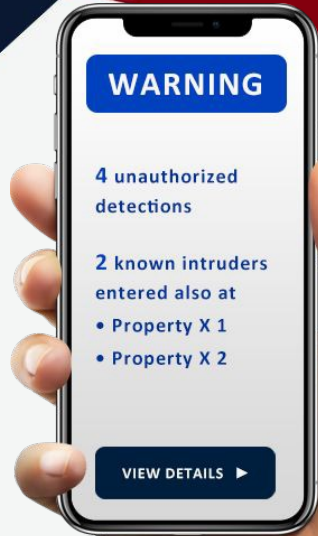 WARNING
4 unauthorized
detections
2 known intruders
entered also at
• Property X 1
• Property X 2
VIEW DETAILS ►